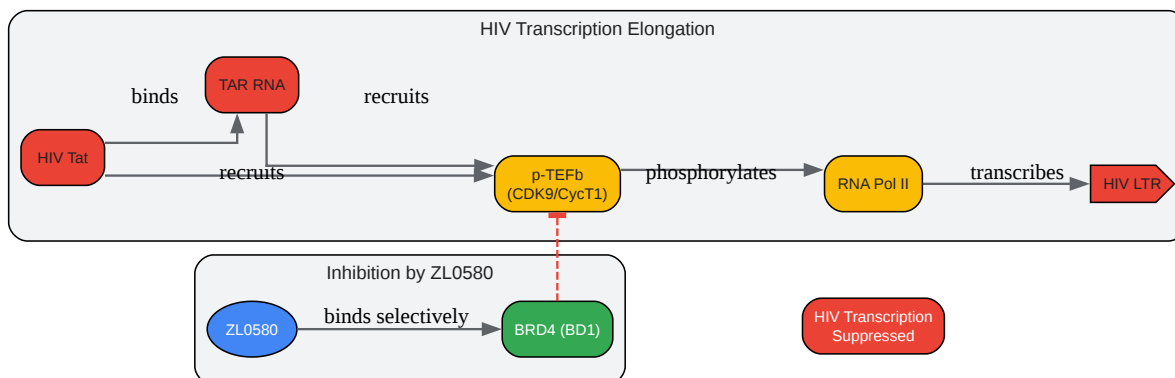 HIV Transcription Elongation
TAR RNA
binds
recruits
HIV Tat
recruits
p-TEFb
(CDK9/CycT1)
phosphorylates
RNA Pol II
transcribes
HIV LTR
Inhibition by ZL0580
ZL0580
binds selectively
BRD4 (BD1)
HIV Transcription
Suppressed